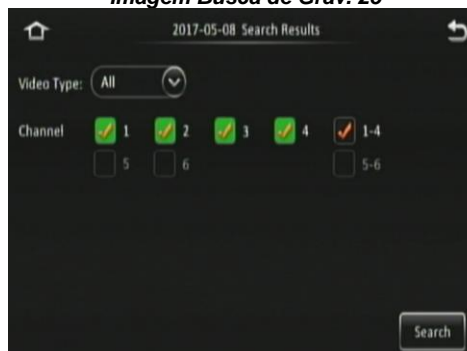 Imagem Busca de Grav. 20
2017-05-08 Search Results
Video Type: All
Channel 1 2 3 4 1-4
5 6 5-6
Search